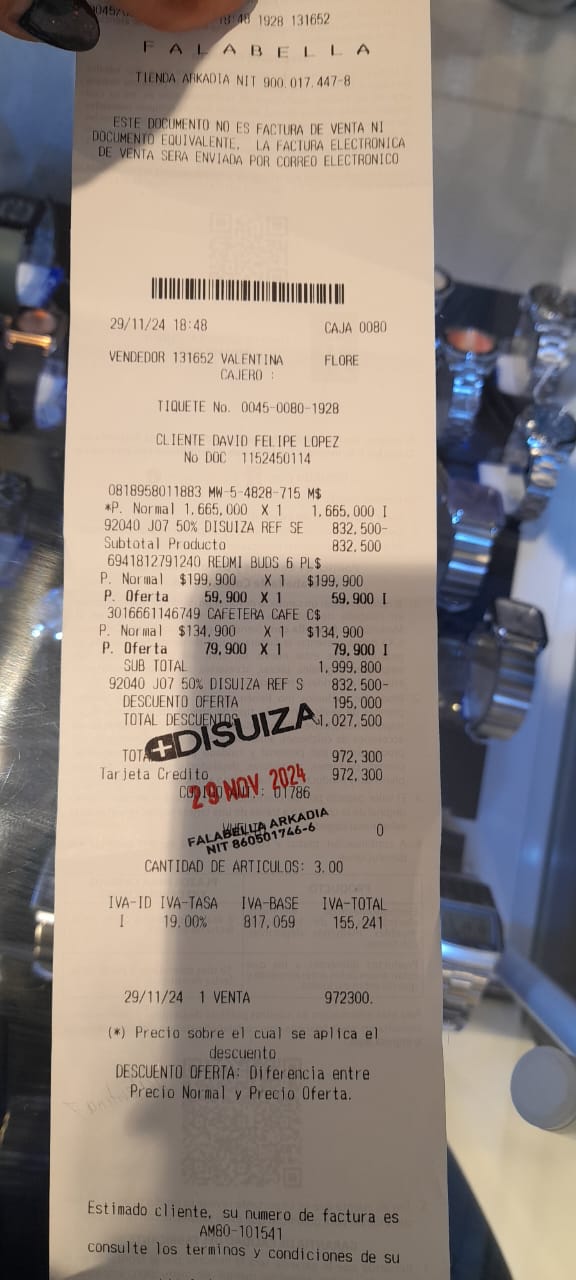 1928 131652
FALABELLA
TIENDA ARKADIA NIT 900.017.447-8
ESTE DOCUMENTO NO ES FACTURA DE VENTA NI
DOCUMENTO EQUIVALENTE. LA FACTURA ELECTRONICA
DE VENTA SERA ENVIADA POR CORREO ELECTRONICO
29/11/24 18:48 CAJA 0080
VENDEDOR 131652 VALENTINA FLORE
CAJERO :
TIQUETE No. 0045-0080-1928
CLIENTE DAVID FELIPE LOPEZ
No DOC 1152450114
0818958011883 MW-5-4828-715 M$
*P. Normal 1,665,000 X 1 1,665,000 I
92040 J07 50% DISUIZA REF SE 832,500-
Subtotal Producto 832,500
6941812791240 REDMI BUDS 6 PL$
P. Normal $199,900 X 1 $199,900
P. Oferta 59,900 X 1 59,900 I
3016661146749 CAFETERA CAFE C$
P. Normal $134,900 X 1 $134,900
P. Oferta 79,900 X 1 79,900 I
SUB TOTAL 1,999,800
92040 J07 50% DISUIZA REF S 832,500-
DESCUENTO OFERTA 195,000
TOTAL DESCUENTOS 1,027,500
DISUIZA
972,300
Tarjeta Credito 972,300
29 NOV 2024
01786
FALABELLA ARKADIA
NIT 860501746-6
0
CANTIDAD DE ARTICULOS: 3.00
IVA-ID IVA-TASA IVA-BASE IVA-TOTAL
I 19.00% 817,059 155,241
29/11/24 1 VENTA 972300.
(*) Precio sobre el cual se aplica el
descuento
DESCUENTO OFERTA: Diferencia entre
Precio Normal y Precio Oferta.
Estimado cliente, su numero de factura es
AM80-101541
consulte los terminos y condiciones de su